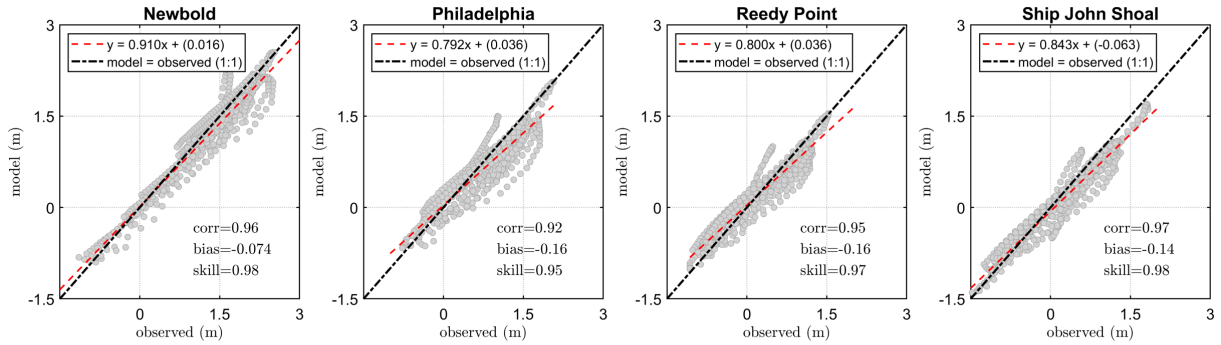 Newbold
y = 0.910x + (0.016)
model = observed (1:1)
3
1.5
0
-1.5
model (m)
corr=0.96
bias=-0.074
skill=0.98
0
1.5
3
observed (m)
Philadelphia
y = 0.792x + (0.036)
model = observed (1:1)
3
1.5
0
-1.5
model (m)
corr=0.92
bias=-0.16
skill=0.95
0
1.5
3
observed (m)
Reedy Point
y = 0.800x + (0.036)
model = observed (1:1)
3
1.5
0
-1.5
model (m)
corr=0.95
bias=-0.16
skill=0.97
0
1.5
3
observed (m)
Ship John Shoal
y = 0.843x + (-0.063)
model = observed (1:1)
3
1.5
0
-1.5
model (m)
corr=0.97
bias=-0.14
skill=0.98
0
1.5
3
observed (m)